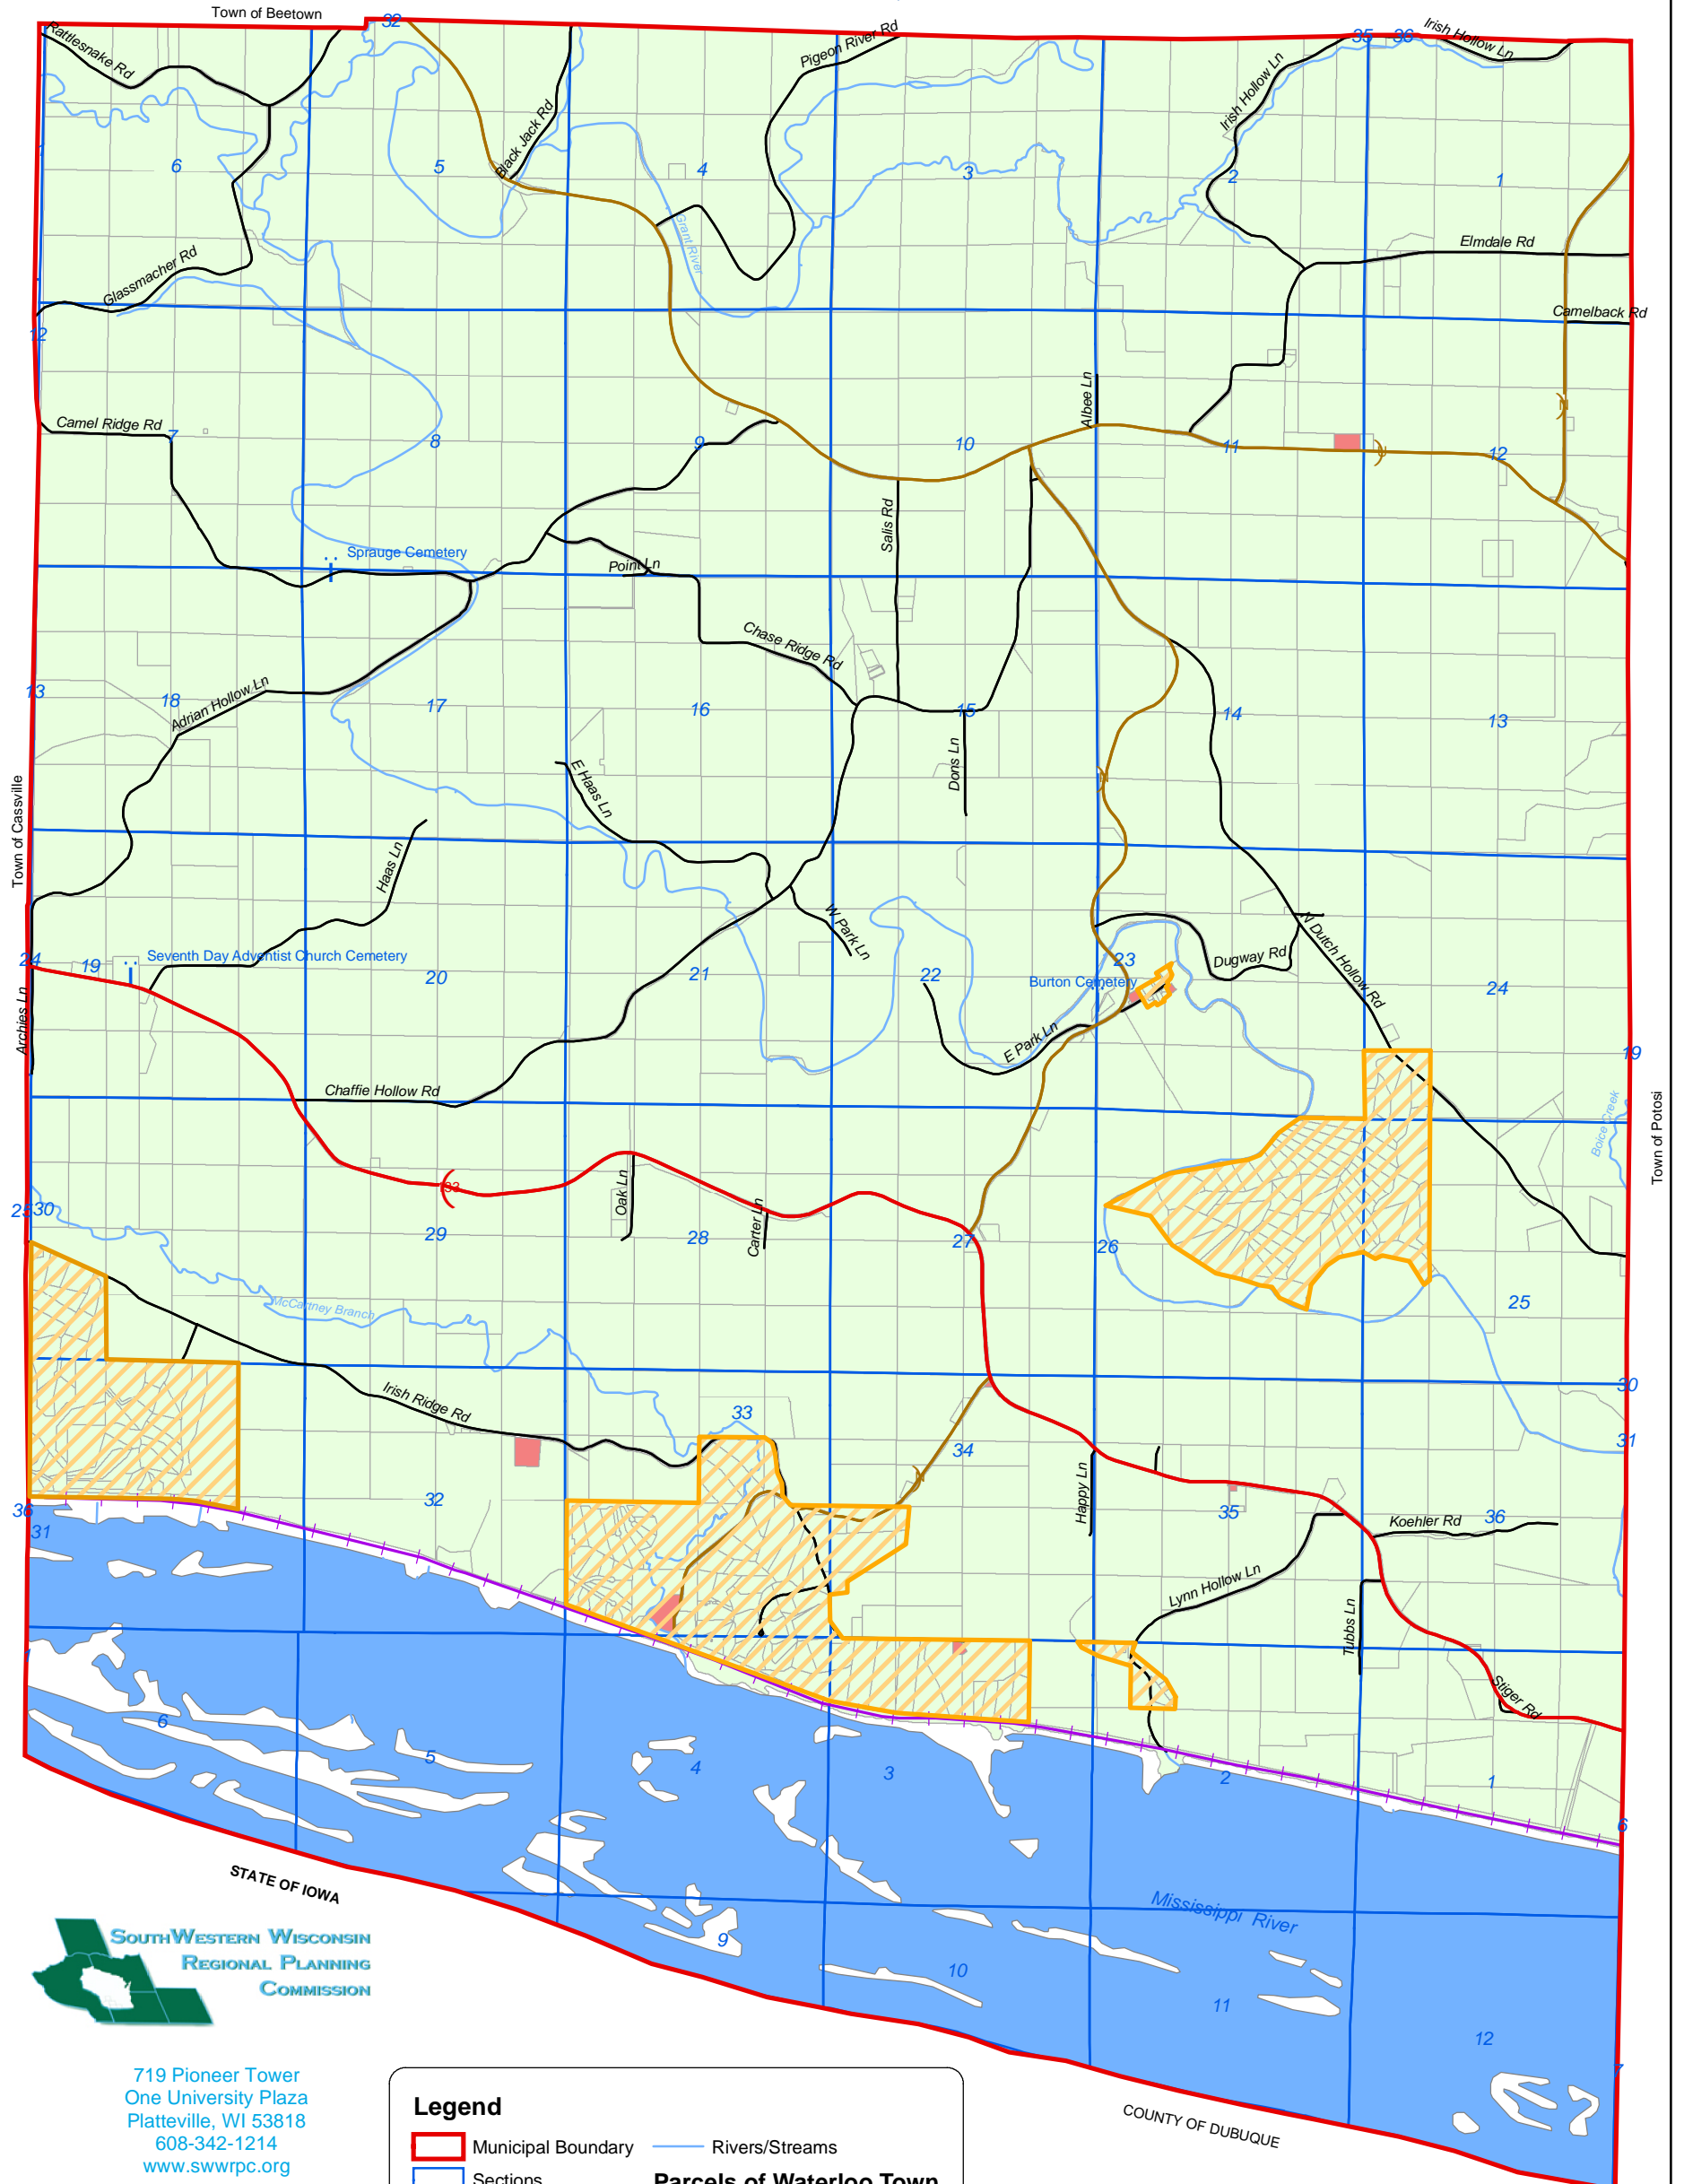 Town of Beetown
32
35
36
Irish Hollow Ln
Rattlesnake Rd
Pigeon River Rd
Irish Hollow Ln
Black Jack Rd
6
5
4
3
2
1
Grant River
Elmdale Rd
Glassmacher Rd
Camelback Rd
12
Albee Ln
Camel Ridge Rd
7
8
9
10
11
12
Salis Rd
Sprauge Cemetery
Point Ln
Chase Ridge Rd
13
18
Adrian Hollow Ln
17
16
15
14
13
Dons Ln
E Haas Ln
Town of Cassville
Haas Ln
W Park Ln
N Dutch Hollow Rd
Dugway Rd
24
19
Seventh Day Adventist Church Cemetery
20
21
22
23
Burton Cemetery
24
Archies Ln
E Park Ln
19
Chaffie Hollow Rd
Boice Creek
Town of Potosi
Oak Ln
Carter Ln
25
30
29
28
27
26
25
McCartney Branch
Irish Ridge Rd
30
33
31
34
Happy Ln
32
36
31
35
36
Koehler Rd
Lynn Hollow Ln
Tubbs Ln
Stiger Rd
6
5
4
3
2
1
6
STATE OF IOWA
Mississippi River
SOUTHWESTERN WISCONSIN
REGIONAL PLANNING
COMMISSION
9
10
11
12
7
719 Pioneer Tower
One University Plaza
Platteville, WI 53818
608-342-1214
www.swwrpc.org
COUNTY OF DUBUQUE
Legend
Municipal Boundary
Rivers/Streams
Sections
Parcels of Waterloo Town